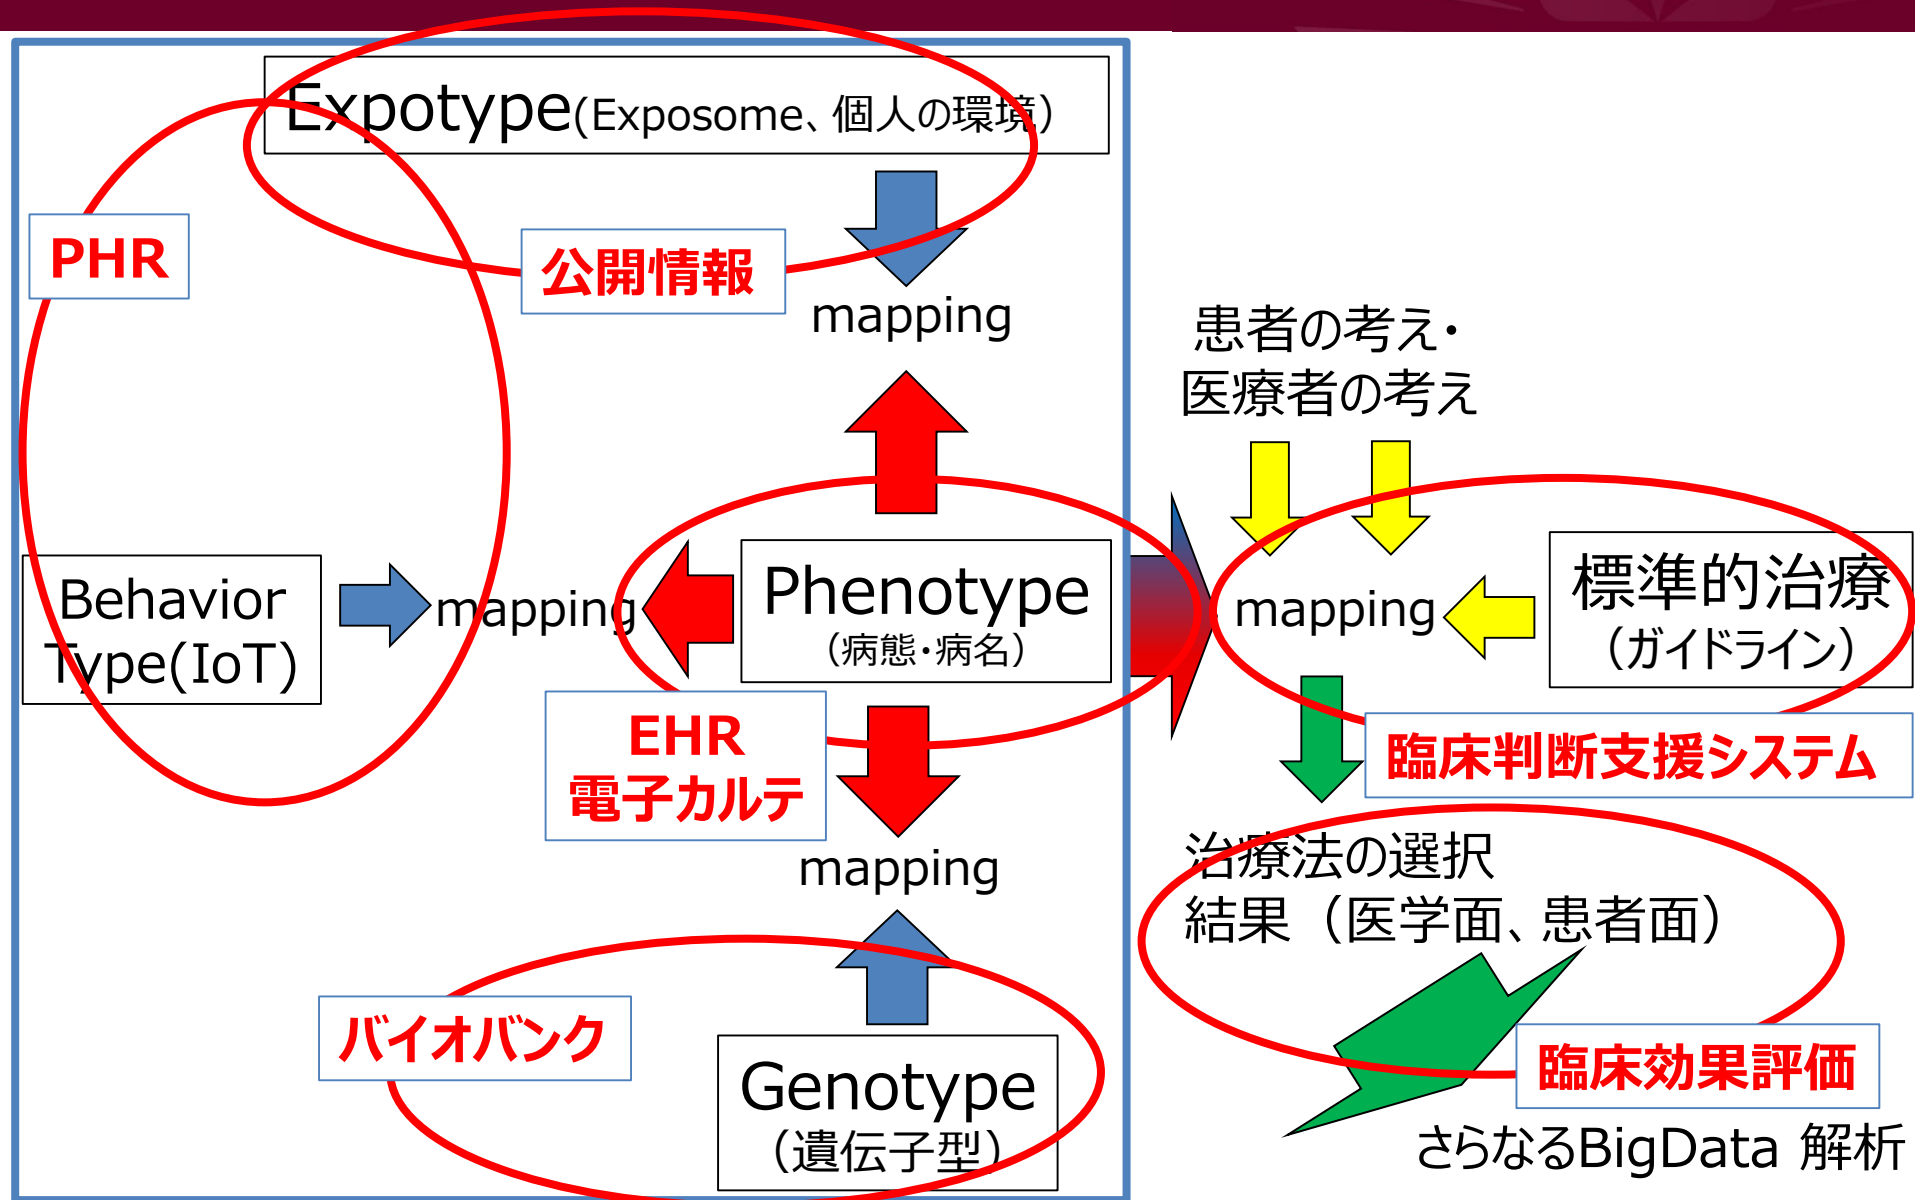 Expotype(Exposome、個人の環境)
PHR
公開情報
mapping
患者の考え・
医療者の考え
Behavior
Type(IoT)
mapping
Phenotype
(病態・病名)
mapping
標準的治療
(ガイドライン)
EHR
電子カルテ
臨床判断支援システム
mapping
治療法の選択
結果(医学面、患者面)
バイオバンク
Genotype
(遺伝子型)
臨床効果評価
さらなるBigData 解析